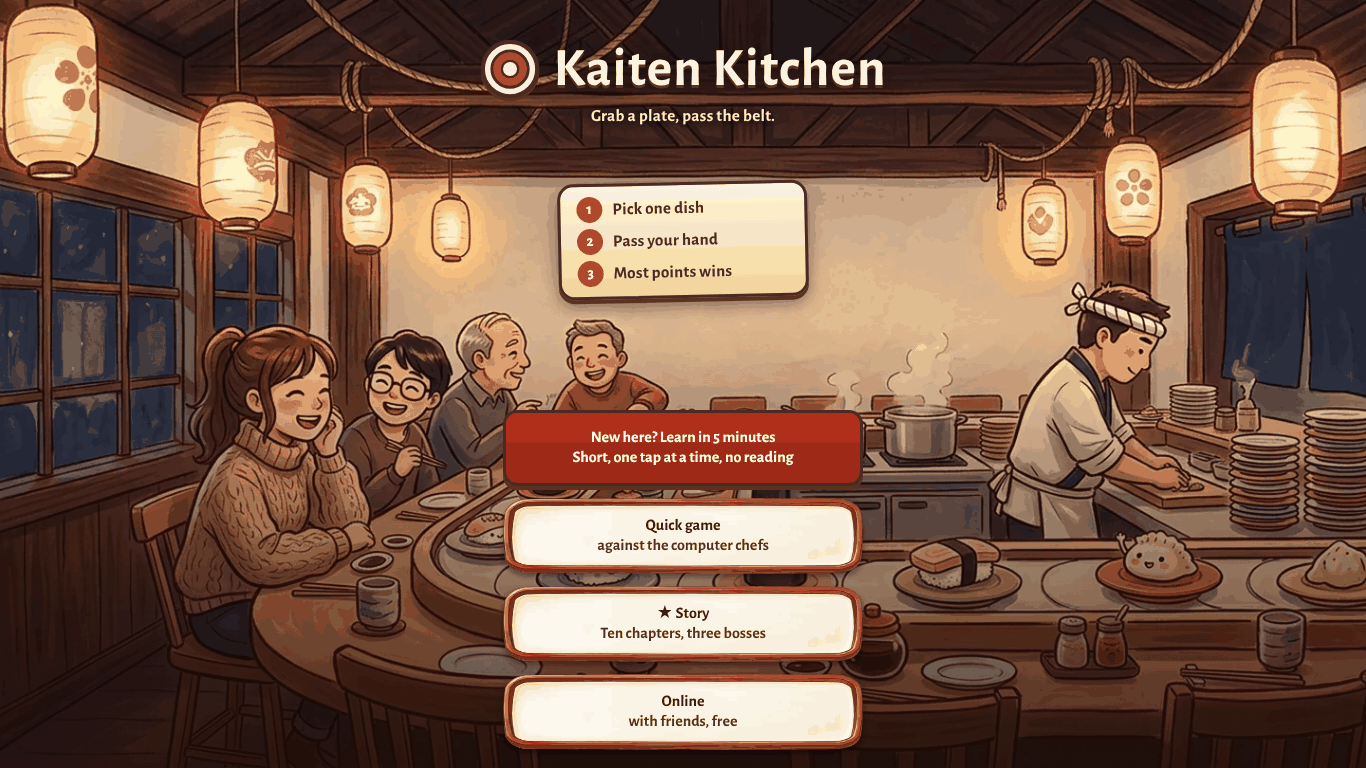 Kaiten Kitchen
Grab a plate, pass the belt.
1 Pick one dish
2 Pass your hand
3 Most points wins
New here? Learn in 5 minutes
Short, one tap at a time, no reading
Quick game
against the computer chefs
★ Story
Ten chapters, three bosses
Online
with friends, free